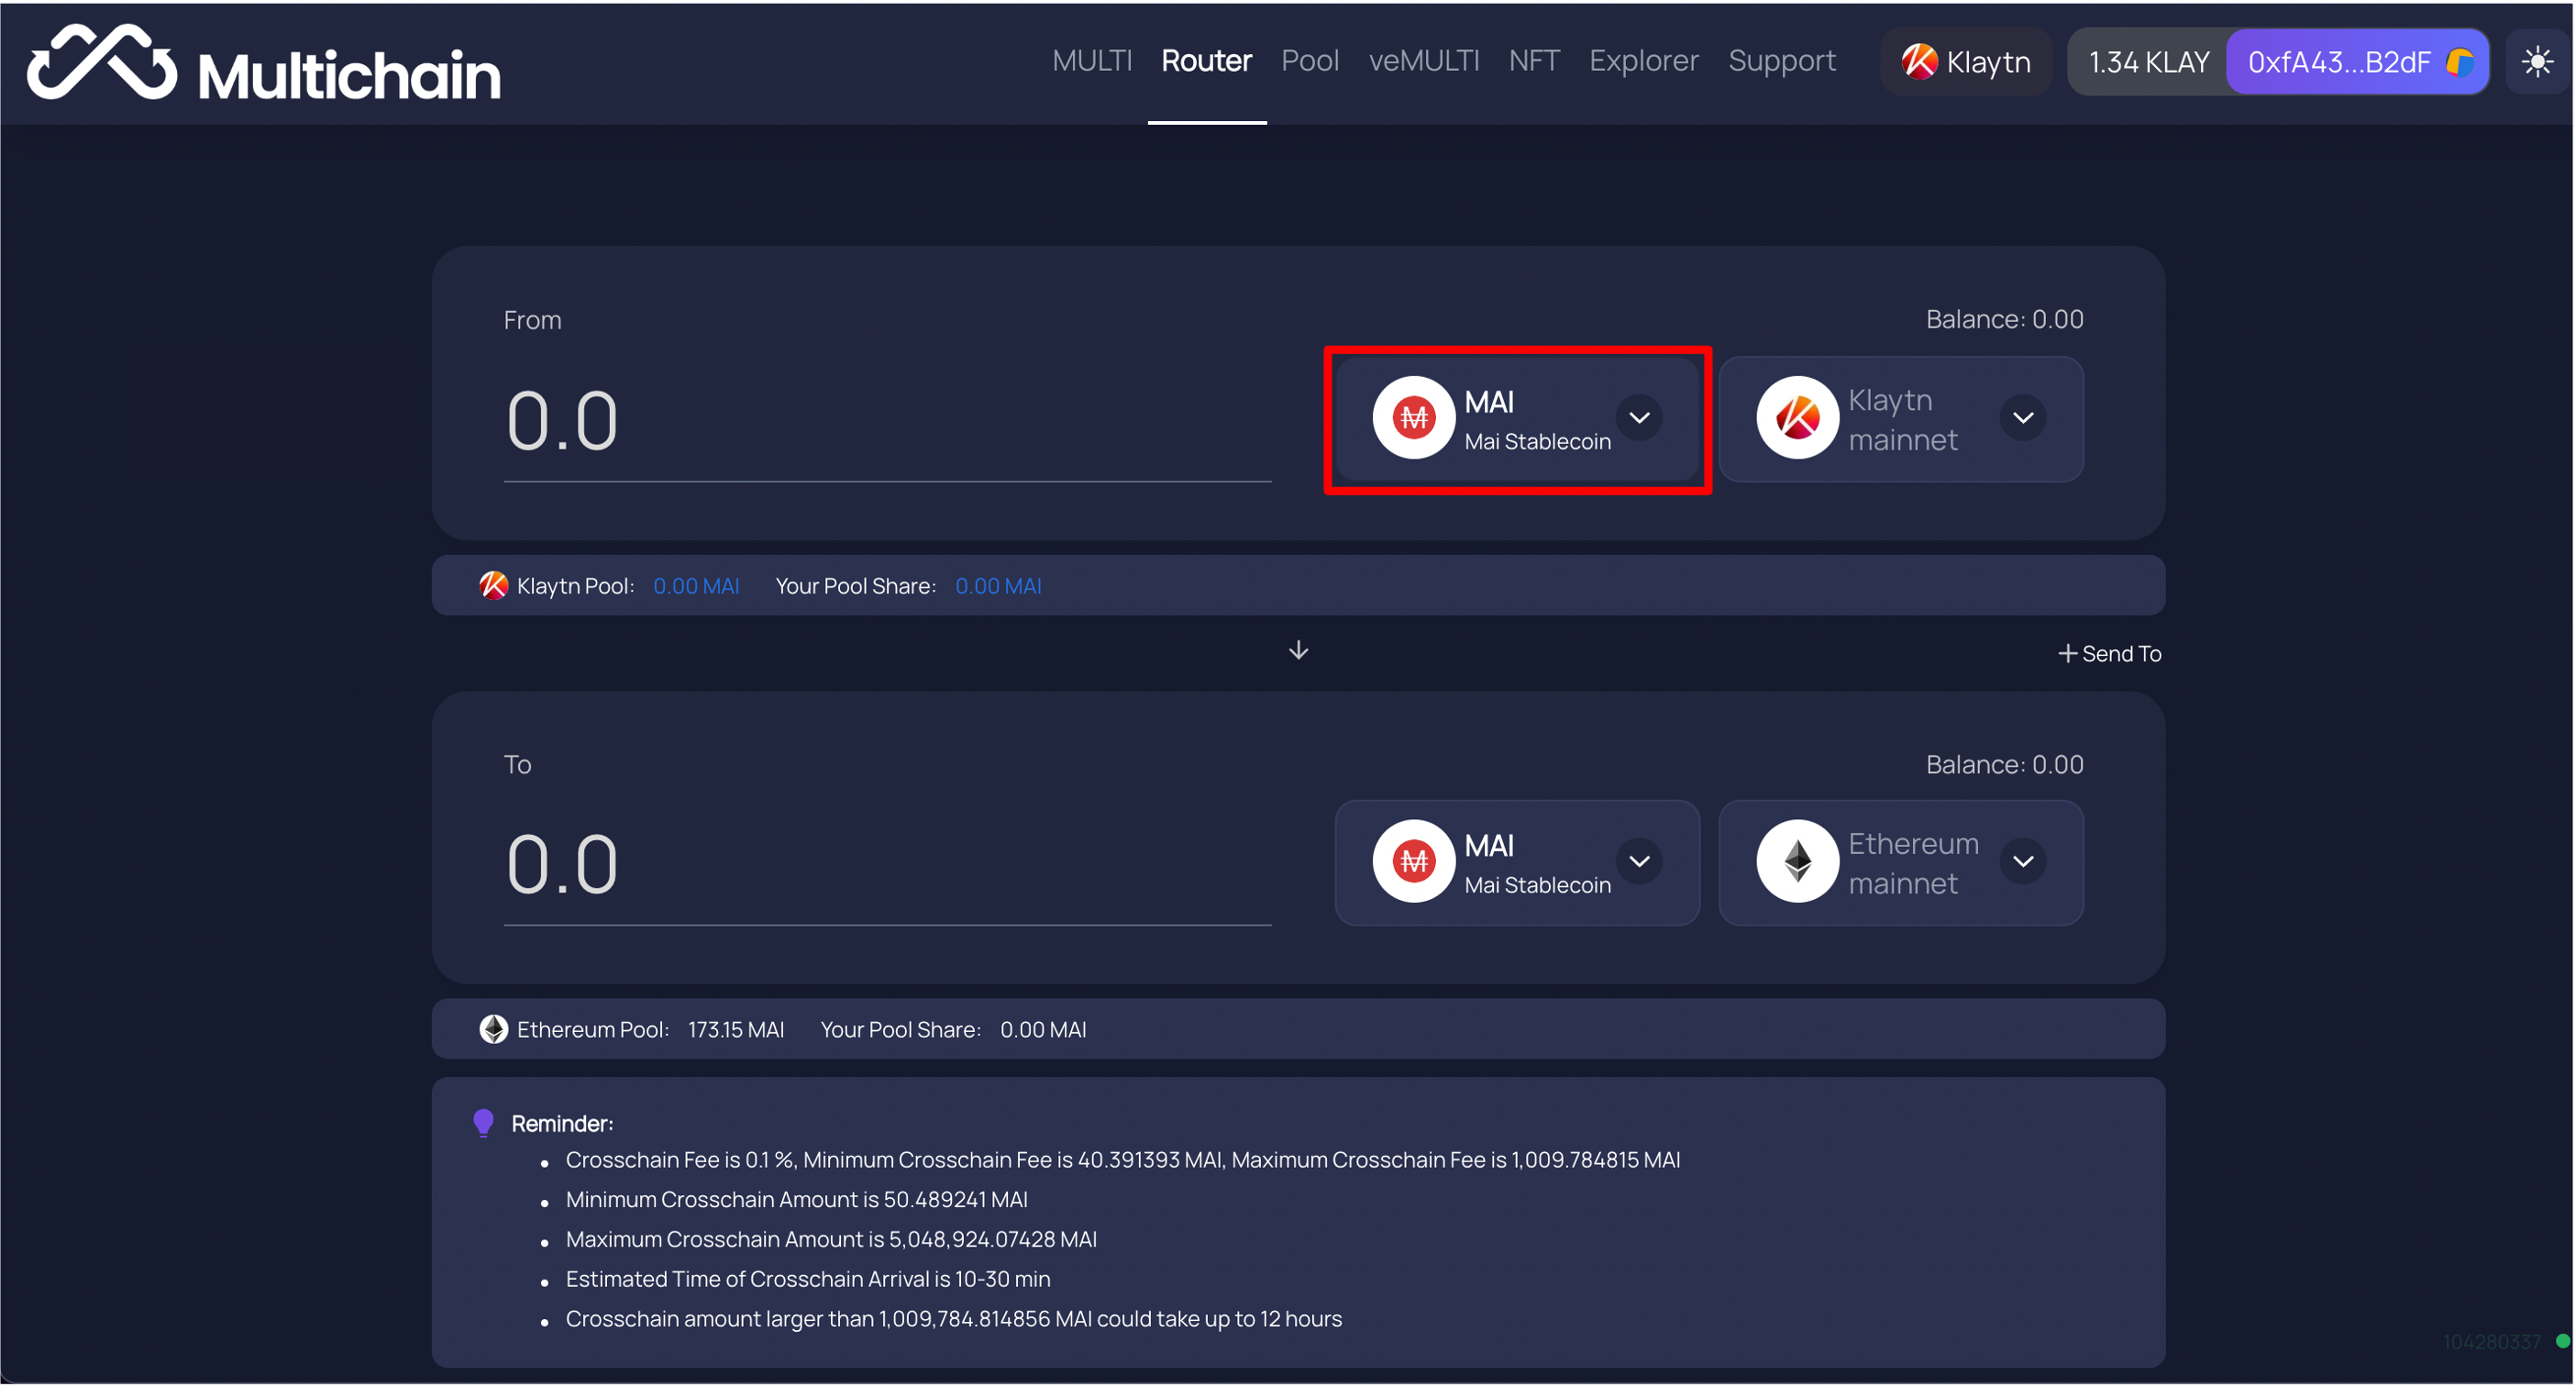 Multichain
MULTI Router Pool veMULTI NFT Explorer Support Klaytn 1.34 KLAY 0xfA43...B2dF
From Balance: 0.00
0.0
MAI
Mai Stablecoin
Klaytn
mainnet
Klaytn Pool: 0.00 MAI Your Pool Share: 0.00 MAI
Send To
To Balance: 0.00
0.0
MAI
Mai Stablecoin
Ethereum
mainnet
Ethereum Pool: 173.15 MAI Your Pool Share: 0.00 MAI
Reminder:
Crosschain Fee is 0.1 %, Minimum Crosschain Fee is 40.391393 MAI, Maximum Crosschain Fee is 1,009.784815 MAI
Minimum Crosschain Amount is 50.489241 MAI
Maximum Crosschain Amount is 5,048,924.07428 MAI
Estimated Time of Crosschain Arrival is 10-30 min
Crosschain amount larger than 1,009,784.814856 MAI could take up to 12 hours
104280337